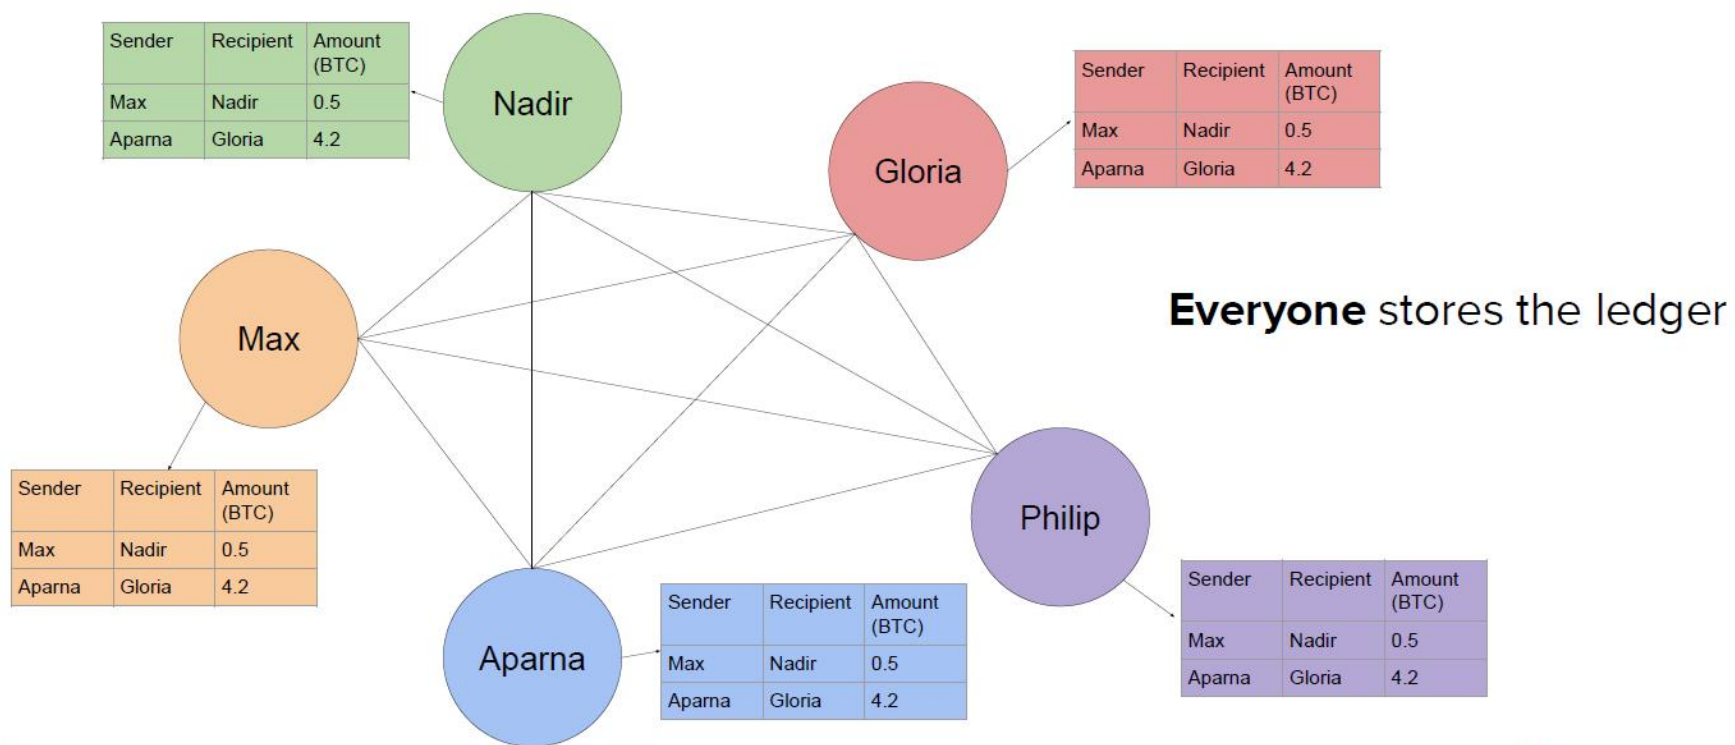 Sender Recipient Amount
(BTC)
Max Nadir 0.5
Aparna Gloria 4.2
Nadir
Gloria
Sender Recipient Amount
(BTC)
Max Nadir 0.5
Aparna Gloria 4.2
Everyone stores the ledger
Max
Sender Recipient Amount
(BTC)
Max Nadir 0.5
Aparna Gloria 4.2
Aparna
Sender Recipient Amount
(BTC)
Max Nadir 0.5
Aparna Gloria 4.2
Philip
Sender Recipient Amount
(BTC)
Max Nadir 0.5
Aparna Gloria 4.2